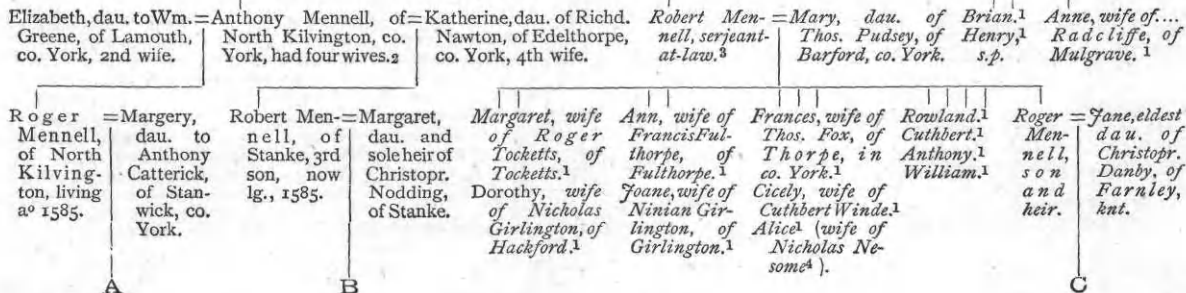 Elizabeth, dau. to Wm.
Greene, of Lamouth,
co. York, 2nd wife.
=Anthony Mennell, of
North Kilvington, co.
York, had four wives.2
=Katherine, dau. of Richd.
Nawton, of Edelthorpe,
co. York, 4th wife.
Robert Men-
nell, serjeant-
at-law.3
=Mary, dau. of
Thos. Pudsey, of
Barford, co. York.
Brian.1
Henry,1
s.p.
Anne, wife of....
Radcliffe, of
Mulgrave. 1
Roger
Mennell,
of North
Kilving-
ton, living
ao 1585.
=Margery,
dau. to
Anthony
Catterick,
of Stan-
wick, co.
York.
Robert Men-
nell, of
Stanke, 3rd
son, now
lg., 1585.
=Margaret,
dau. and
sole heir of
Christopr.
Nodding,
of Stanke.
Margaret, wife
of Roger
Tocketts, of
Tocketts.1
Dorothy, wife
of Nicholas
Girlington, of
Hackford.1
Ann, wife of
Francis Ful-
thorpe, of
Fulthorpe.1
Joane, wife of
Ninian Gir-
lington, of
Girlington.1
Frances, wife of
Thos. Fox, of
Thorpe, in
co. York.1
Cicely, wife of
Cuthbert Winde.1
Alice1 (wife of
Nicholas Ne-
some4).
Rowland.1
Cuthbert.1
Anthony.1
William.1
Roger
Men-
nell,
son
and
heir.
=Jane, eldest
dau. of
Christopr.
Danby, of
Farnley,
knt.
A
B
C